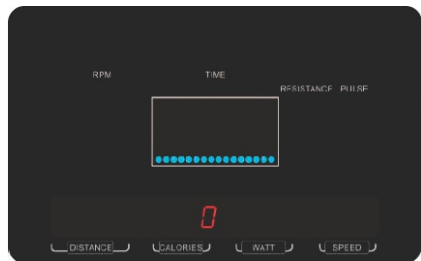 RPM TIME
RESISTANCE PULSE
0
DISTANCE CALORIES WATT SPEED